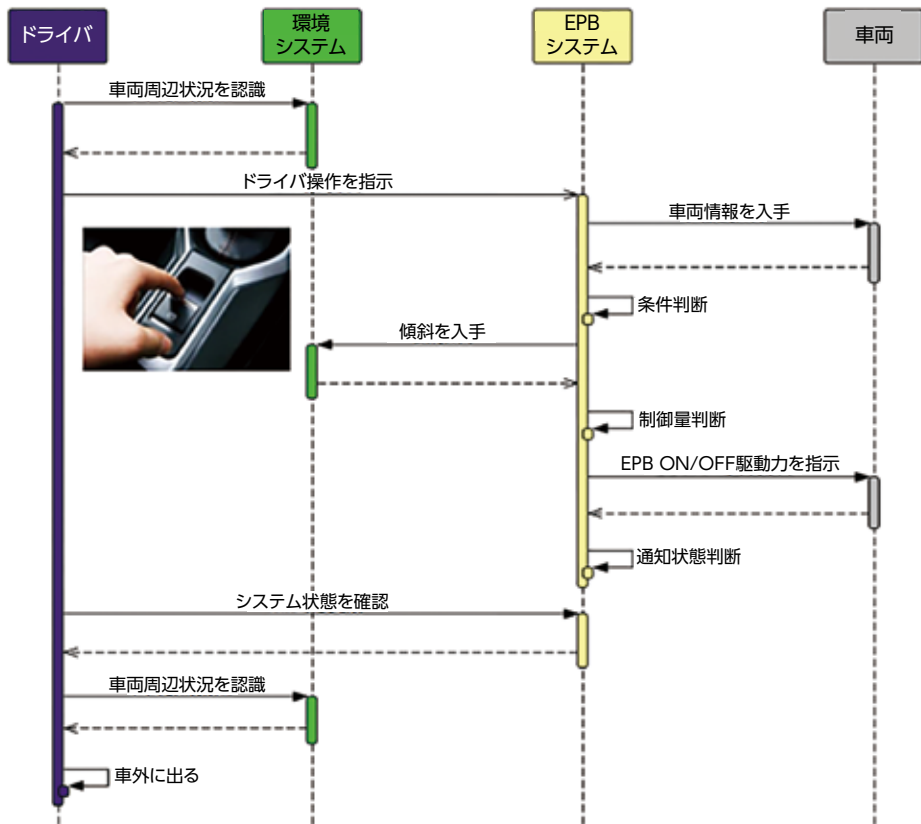 ドライバ
環境
システム
EPB
システム
車両
車両周辺状況を認識
ドライバ操作を指示
車両情報を入手
条件判断
傾斜を入手
制御量判断
EPB ON/OFF駆動力を指示
通知状態判断
システム状態を確認
車両周辺状況を認識
車外に出る